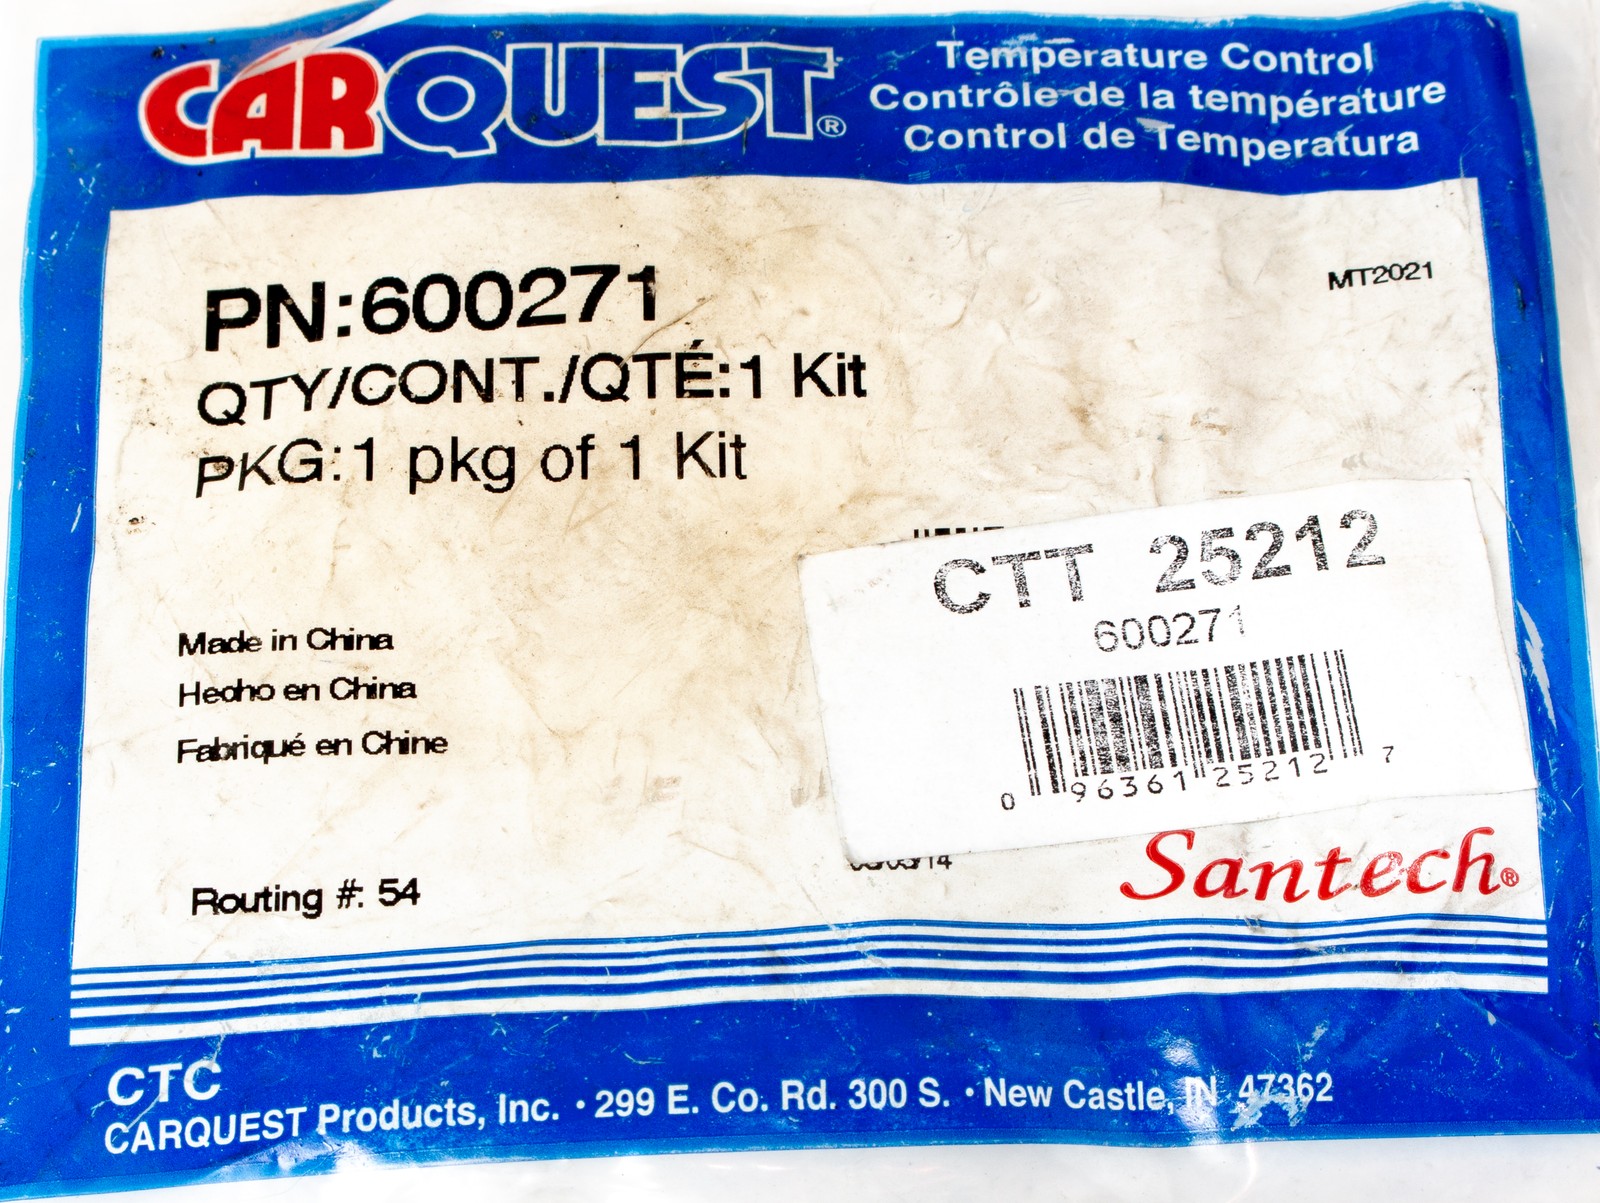 CARQUEST®
Temperature Control
Contrôle de la température
Control de Temperatura
MT2021
PN:600271
QTY/CONT./QTÉ:1 Kit
PKG:1 pkg of 1 Kit
CTT 25212
600271
0 96361 25212 7
Made in China
Hecho en China
Fabriqué en Chine
Routing #: 54
Santech®
CTC
CARQUEST Products, Inc. • 299 E. Co. Rd. 300 S. • New Castle, IN 47362